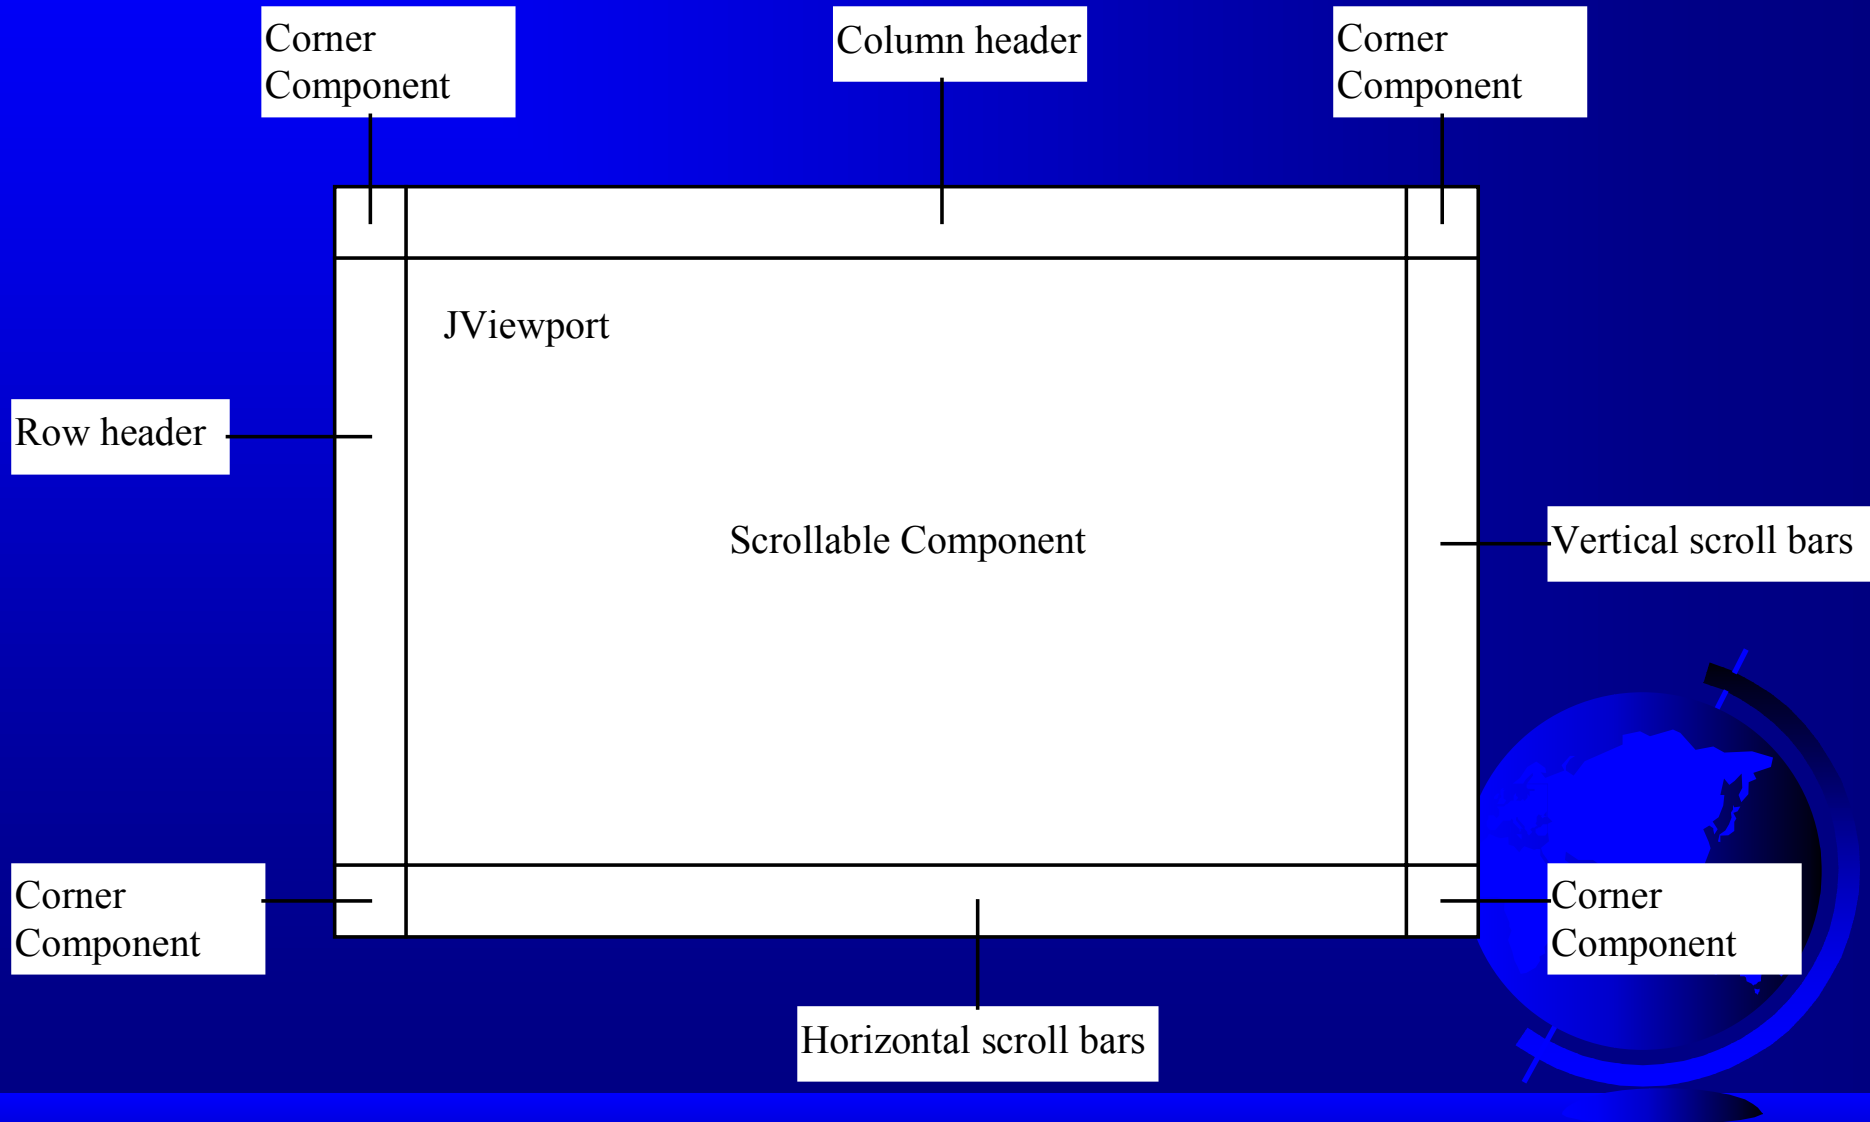 Corner
Component
Column header
Corner
Component
JViewport
Row header
Scrollable Component
Vertical scroll bars
Corner
Component
Corner
Component
Horizontal scroll bars